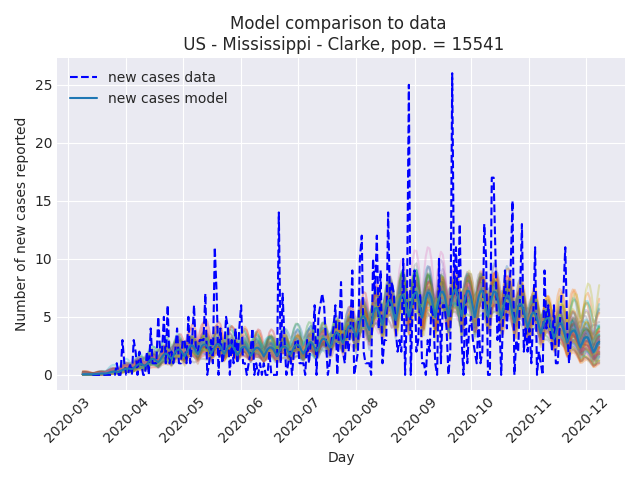 Model comparison to data
US - Mississippi - Clarke, pop. = 15541
new cases data
new cases model
Number of new cases reported
25
20
15
10
5
0
2020-03
2020-04
2020-05
2020-06
2020-07
2020-08
2020-09
2020-10
2020-11
2020-12
Day